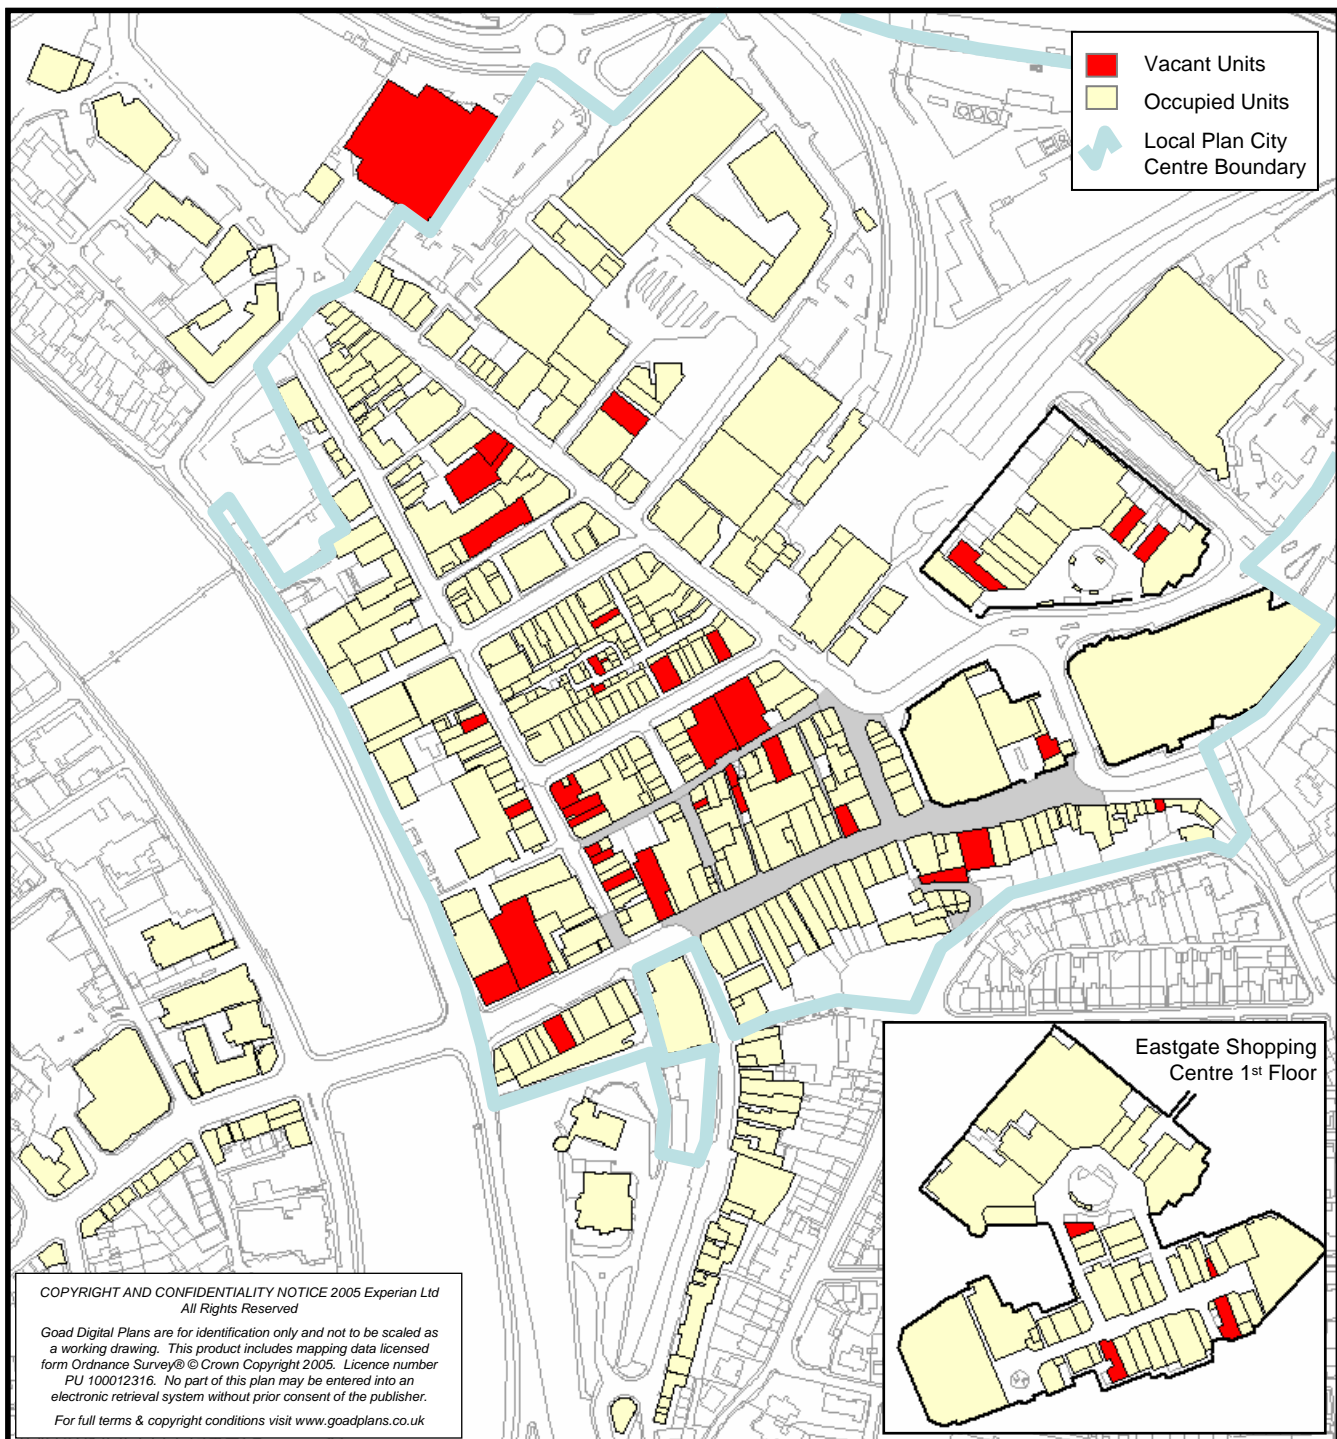 Vacant Units
Occupied Units
Local Plan City
Centre Boundary
Eastgate Shopping
Centre 1st Floor
COPYRIGHT AND CONFIDENTIALITY NOTICE 2005 Experian Ltd
All Rights Reserved
Goad Digital Plans are for identification only and not to be scaled as
a working drawing. This product includes mapping data licensed
form Ordnance Survey® © Crown Copyright 2005. Licence number
PU 100012316. No part of this plan may be entered into an
electronic retrieval system without prior consent of the publisher.
For full terms & copyright conditions visit www.goadplans.co.uk